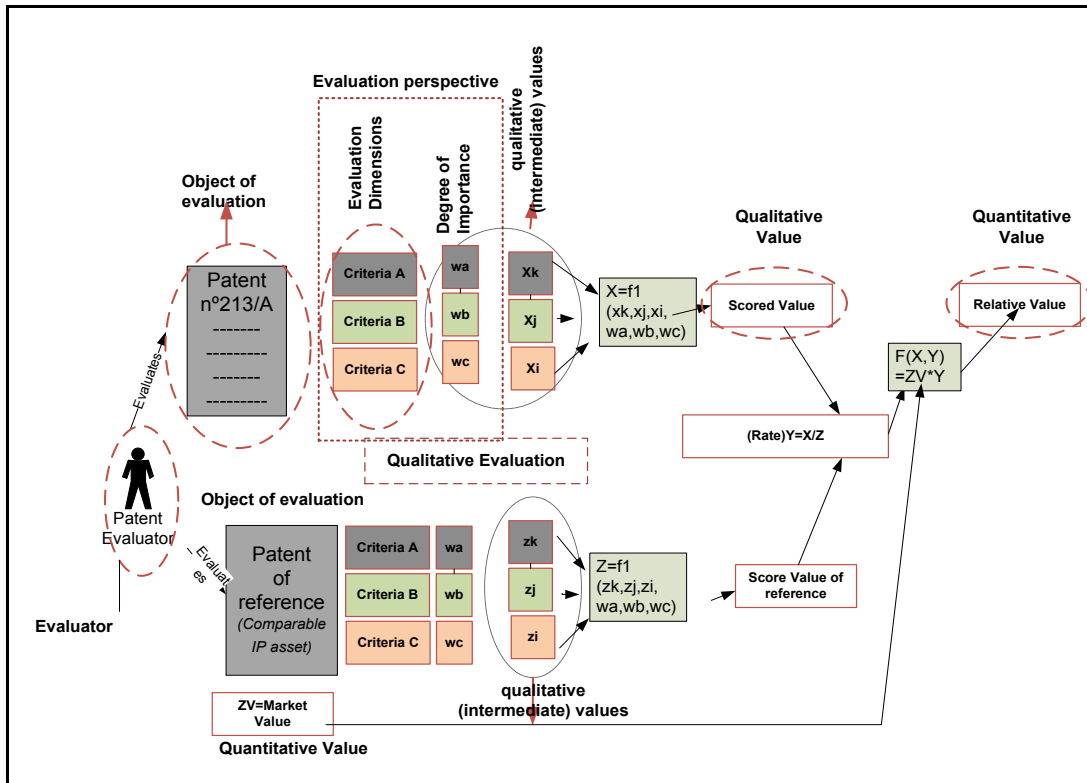 Evaluation perspective
qualitative
(intermediate) values
Object of
evaluation
Evaluation
Dimensions
Degree of
Importance
Qualitative
Value
Quantitative
Value
Patent
nº213/A
-------
-------
-------
-------
-------
Criteria A
Criteria B
Criteria C
wa
wb
wc
Xk
Xj
Xi
X=f1
(xk,xj,xi,
wa,wb,wc)
Scored Value
Relative Value
F(X,Y)
=ZV*Y
Evaluates
(Rate)Y=X/Z
Qualitative Evaluation
Patent
Evaluator
Evaluator
Object of evaluation
Evaluat
es
Patent
of
reference
(Comparable
IP asset)
Criteria A
Criteria B
Criteria C
wa
wb
wc
zk
zj
zi
Z=f1
(zk,zj,zi,
wa,wb,wc)
Score Value of
reference
qualitative
(intermediate) values
ZV=Market
Value
Quantitative Value